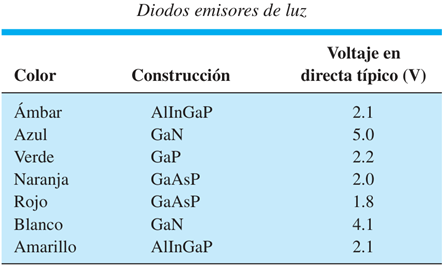 Diodos emisores de luz
Voltaje en
Color Construcción directa típico (V)
Ámbar AlInGaP 2.1
Azul GaN 5.0
Verde GaP 2.2
Naranja GaAsP 2.0
Rojo GaAsP 1.8
Blanco GaN 4.1
Amarillo AlInGaP 2.1